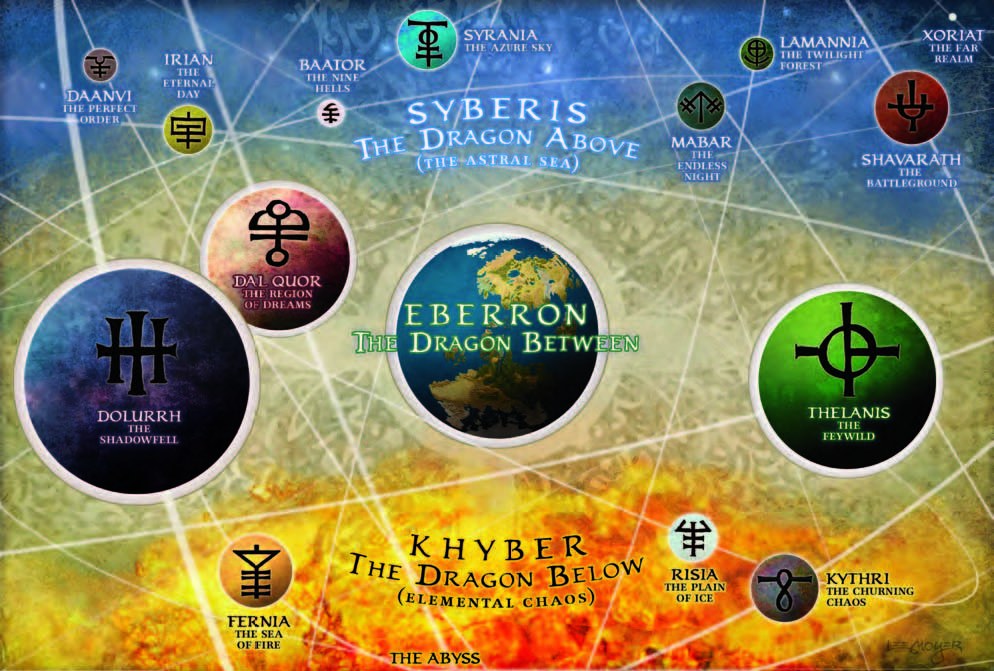 SYRANIA
THE AZURE SKY
LAMANNIA
THE TWILIGHT
FOREST
XORIAT
THE FAR
REALM
IRIAN
THE
ETERNAL
DAY
BAATOR
THE NINE
HELLS
DAANVI
THE PERFECT
ORDER
SYBERIS
THE DRAGON ABOVE
(THE ASTRAL SEA)
MABAR
THE
ENDLESS
NIGHT
SHAVARATH
THE
BATTLEGROUND
DAL QUOR
THE REGION
OF DREAMS
EBERRON
THE DRAGON BETWEEN
DOLURRH
THE
SHADOWFELL
THELANIS
THE
FEYWILD
KHYBER
THE DRAGON BELOW
(ELEMENTAL CHAOS)
RISIA
THE PLAIN
OF ICE
KYTHRI
THE CHURNING
CHAOS
FERNIA
THE SEA
OF FIRE
THE ABYSS
LEE MOYER